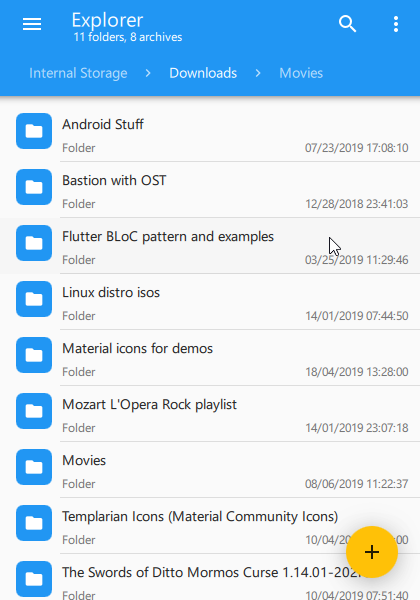 Explorer
11 folders, 8 archives
Internal Storage > Downloads > Movies
Android Stuff
Folder 07/23/2019 17:08:10
Bastion with OST
Folder 12/28/2018 23:41:03
Flutter BLoC pattern and examples
Folder 03/25/2019 11:29:46
Linux distro isos
Folder 14/01/2019 07:44:50
Material icons for demos
Folder 18/04/2019 13:28:00
Mozart L'Opera Rock playlist
Folder 14/01/2019 23:07:18
Movies
Folder 08/06/2019 11:22:37
Templarian Icons (Material Community Icons)
Folder 10/04/
The Swords of Ditto Mormos Curse 1.14.01-202
Folder 10/04/2019 07:51:40